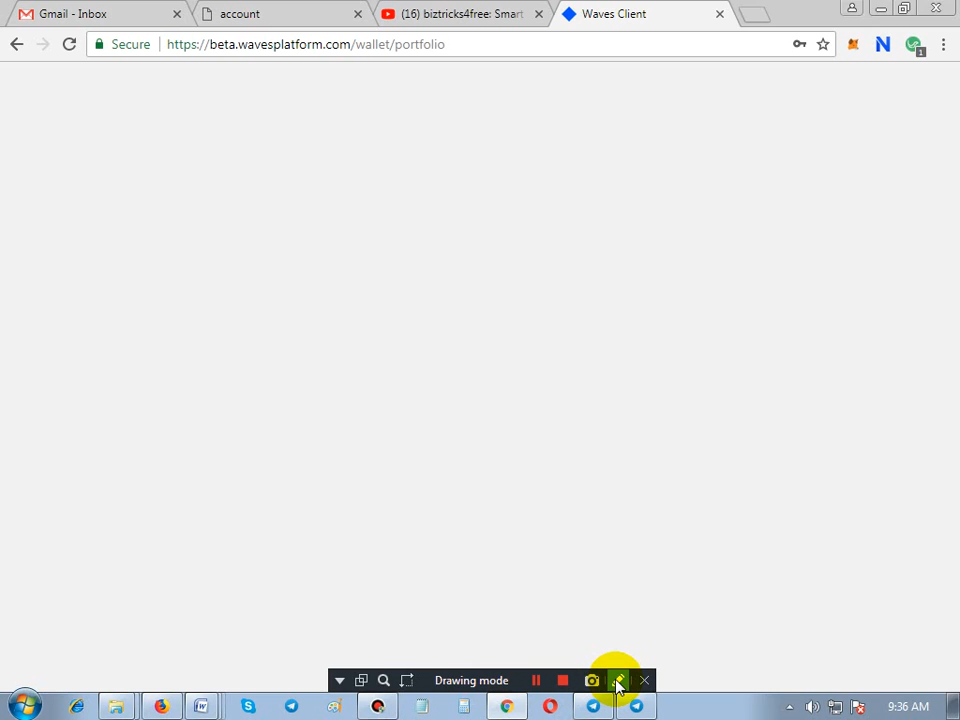 Gmail - Inbox
account
(16) biztricks4free: Smart
Waves Client
Secure
https://beta.wavesplatform.com/wallet/portfolio
N
1
Drawing mode
W
9:36 AM